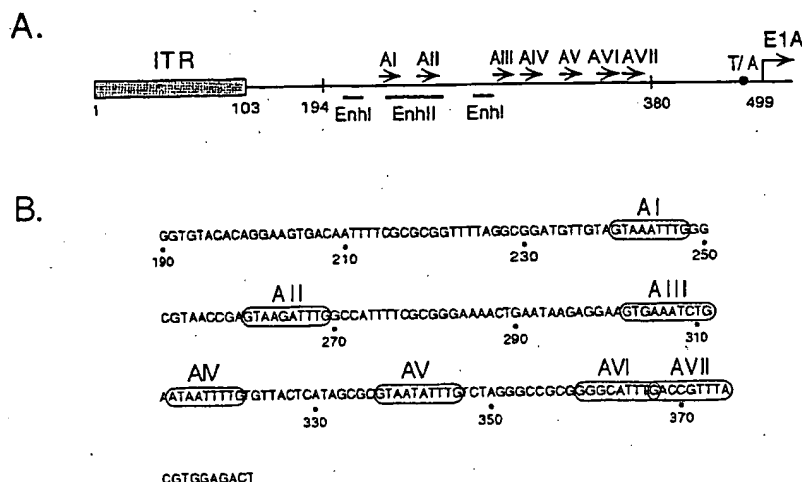 A.
ITR
AI AII AIII AIV AV AVI AVII T/A E1A
1 103 194 380 499
EnhI EnhII EnhI
B.
AI
GGTGTACACAGGAAGTGACAATTTTCGCGCGGTTTTAGGCGGATGTTGTAGTAAATTTGGG
190 210 230 250
AII AIII
CGTAACCGAGTAAGATTTGGCCATTTTCGCGGGAAAACTGAATAAGAGGAAGTGAAATCTG
270 290 310
AIV AV AVI AVII
AATAATTTTGTGTTACTCATAGCGCGTAATATTTGTCTAGGGCCGCGGGGCATTTGACCGTTTA
330 350 370
CGTGGAGACT